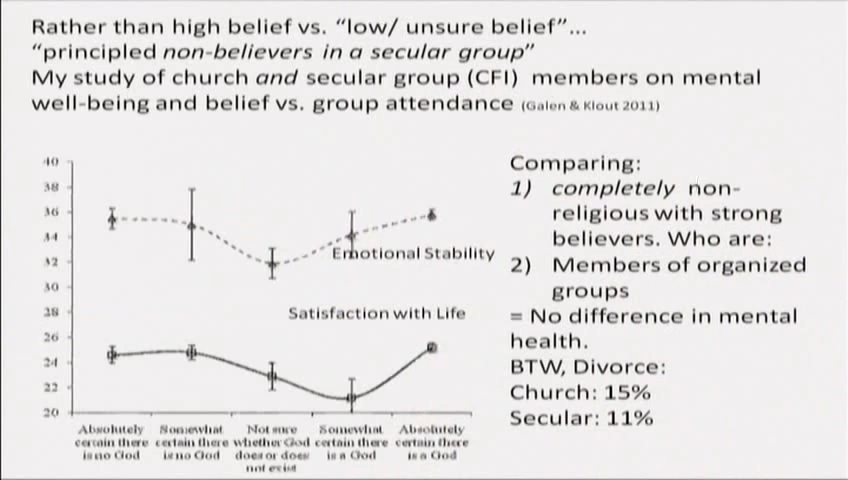 Rather than high belief vs. “low/ unsure belief”...
“principled non-believers in a secular group”
My study of church and secular group (CFI) members on mental
well-being and belief vs. group attendance (Galen & Klout 2011)
40
38
36
34
32
30
28
26
24
22
20
Emotional Stability
Satisfaction with Life
Absolutely certain there is no God
Somewhat certain there is no God
Not sure whether God does or does not exist
Somewhat certain there is a God
Absolutely certain there is a God
Comparing:
1) completely non-
religious with strong
believers. Who are:
2) Members of organized
groups
= No difference in mental
health.
BTW, Divorce:
Church: 15%
Secular: 11%